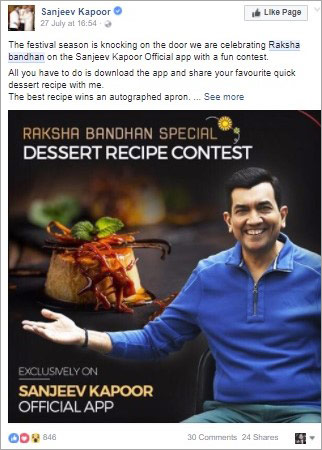 Sanjeev Kapoor
Like Page
27 July at 16:54 ·
The festival season is knocking on the door we are celebrating Raksha
bandhan on the Sanjeev Kapoor Official app with a fun contest.
All you have to do is download the app and share your favourite quick
dessert recipe with me.
The best recipe wins an autographed apron. ... See more
RAKSHA BANDHAN SPECIAL
DESSERT RECIPE CONTEST
EXCLUSIVELY ON
SANJEEV KAPOOR
OFFICIAL APP
846
30 Comments 24 Shares